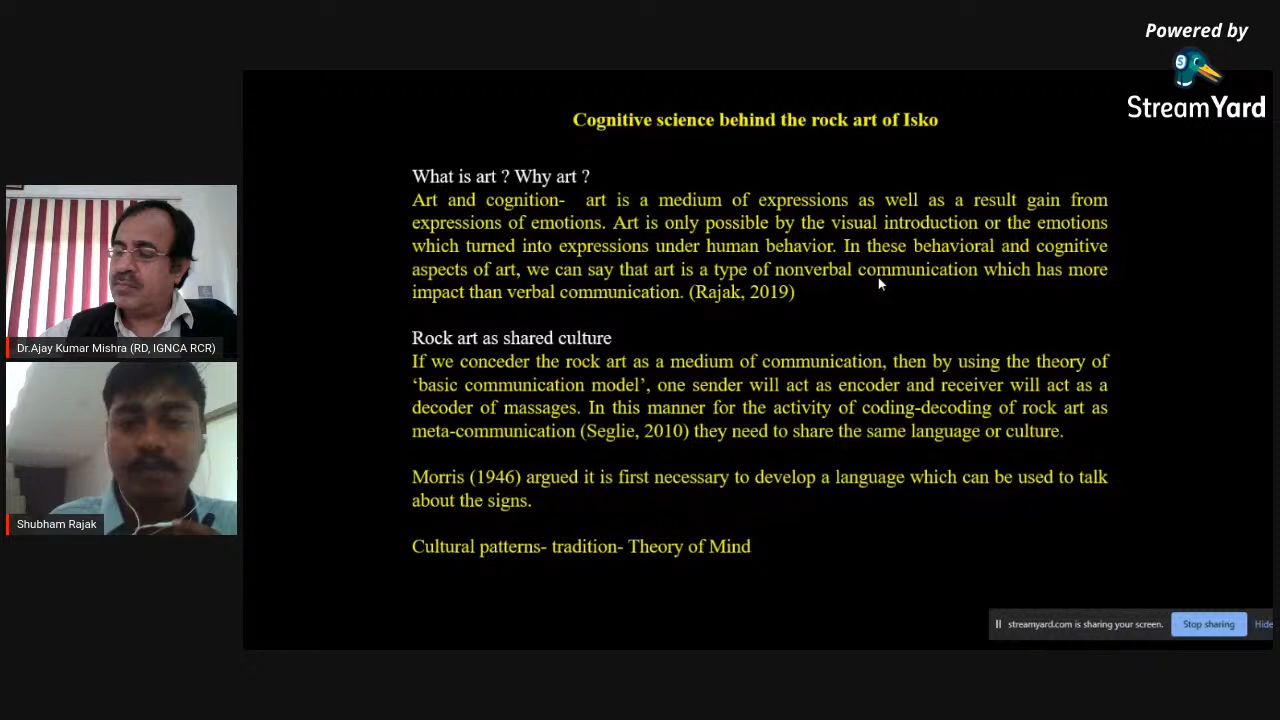 Powered by
StreamYard
Cognitive science behind the rock art of Isko
What is art ? Why art ?
Art and cognition- art is a medium of expressions as well as a result gain from
expressions of emotions. Art is only possible by the visual introduction or the emotions
which turned into expressions under human behavior. In these behavioral and cognitive
aspects of art, we can say that art is a type of nonverbal communication which has more
impact than verbal communication. (Rajak, 2019)
Rock art as shared culture
If we conceder the rock art as a medium of communication, then by using the theory of
‘basic communication model’, one sender will act as encoder and receiver will act as a
decoder of massages. In this manner for the activity of coding-decoding of rock art as
meta-communication (Seglie, 2010) they need to share the same language or culture.
Morris (1946) argued it is first necessary to develop a language which can be used to talk
about the signs.
Cultural patterns- tradition- Theory of Mind
Dr.Ajay Kumar Mishra (RD, IGNCA RCR)
Shubham Rajak
streamyard.com is sharing your screen.
Stop sharing
Hide